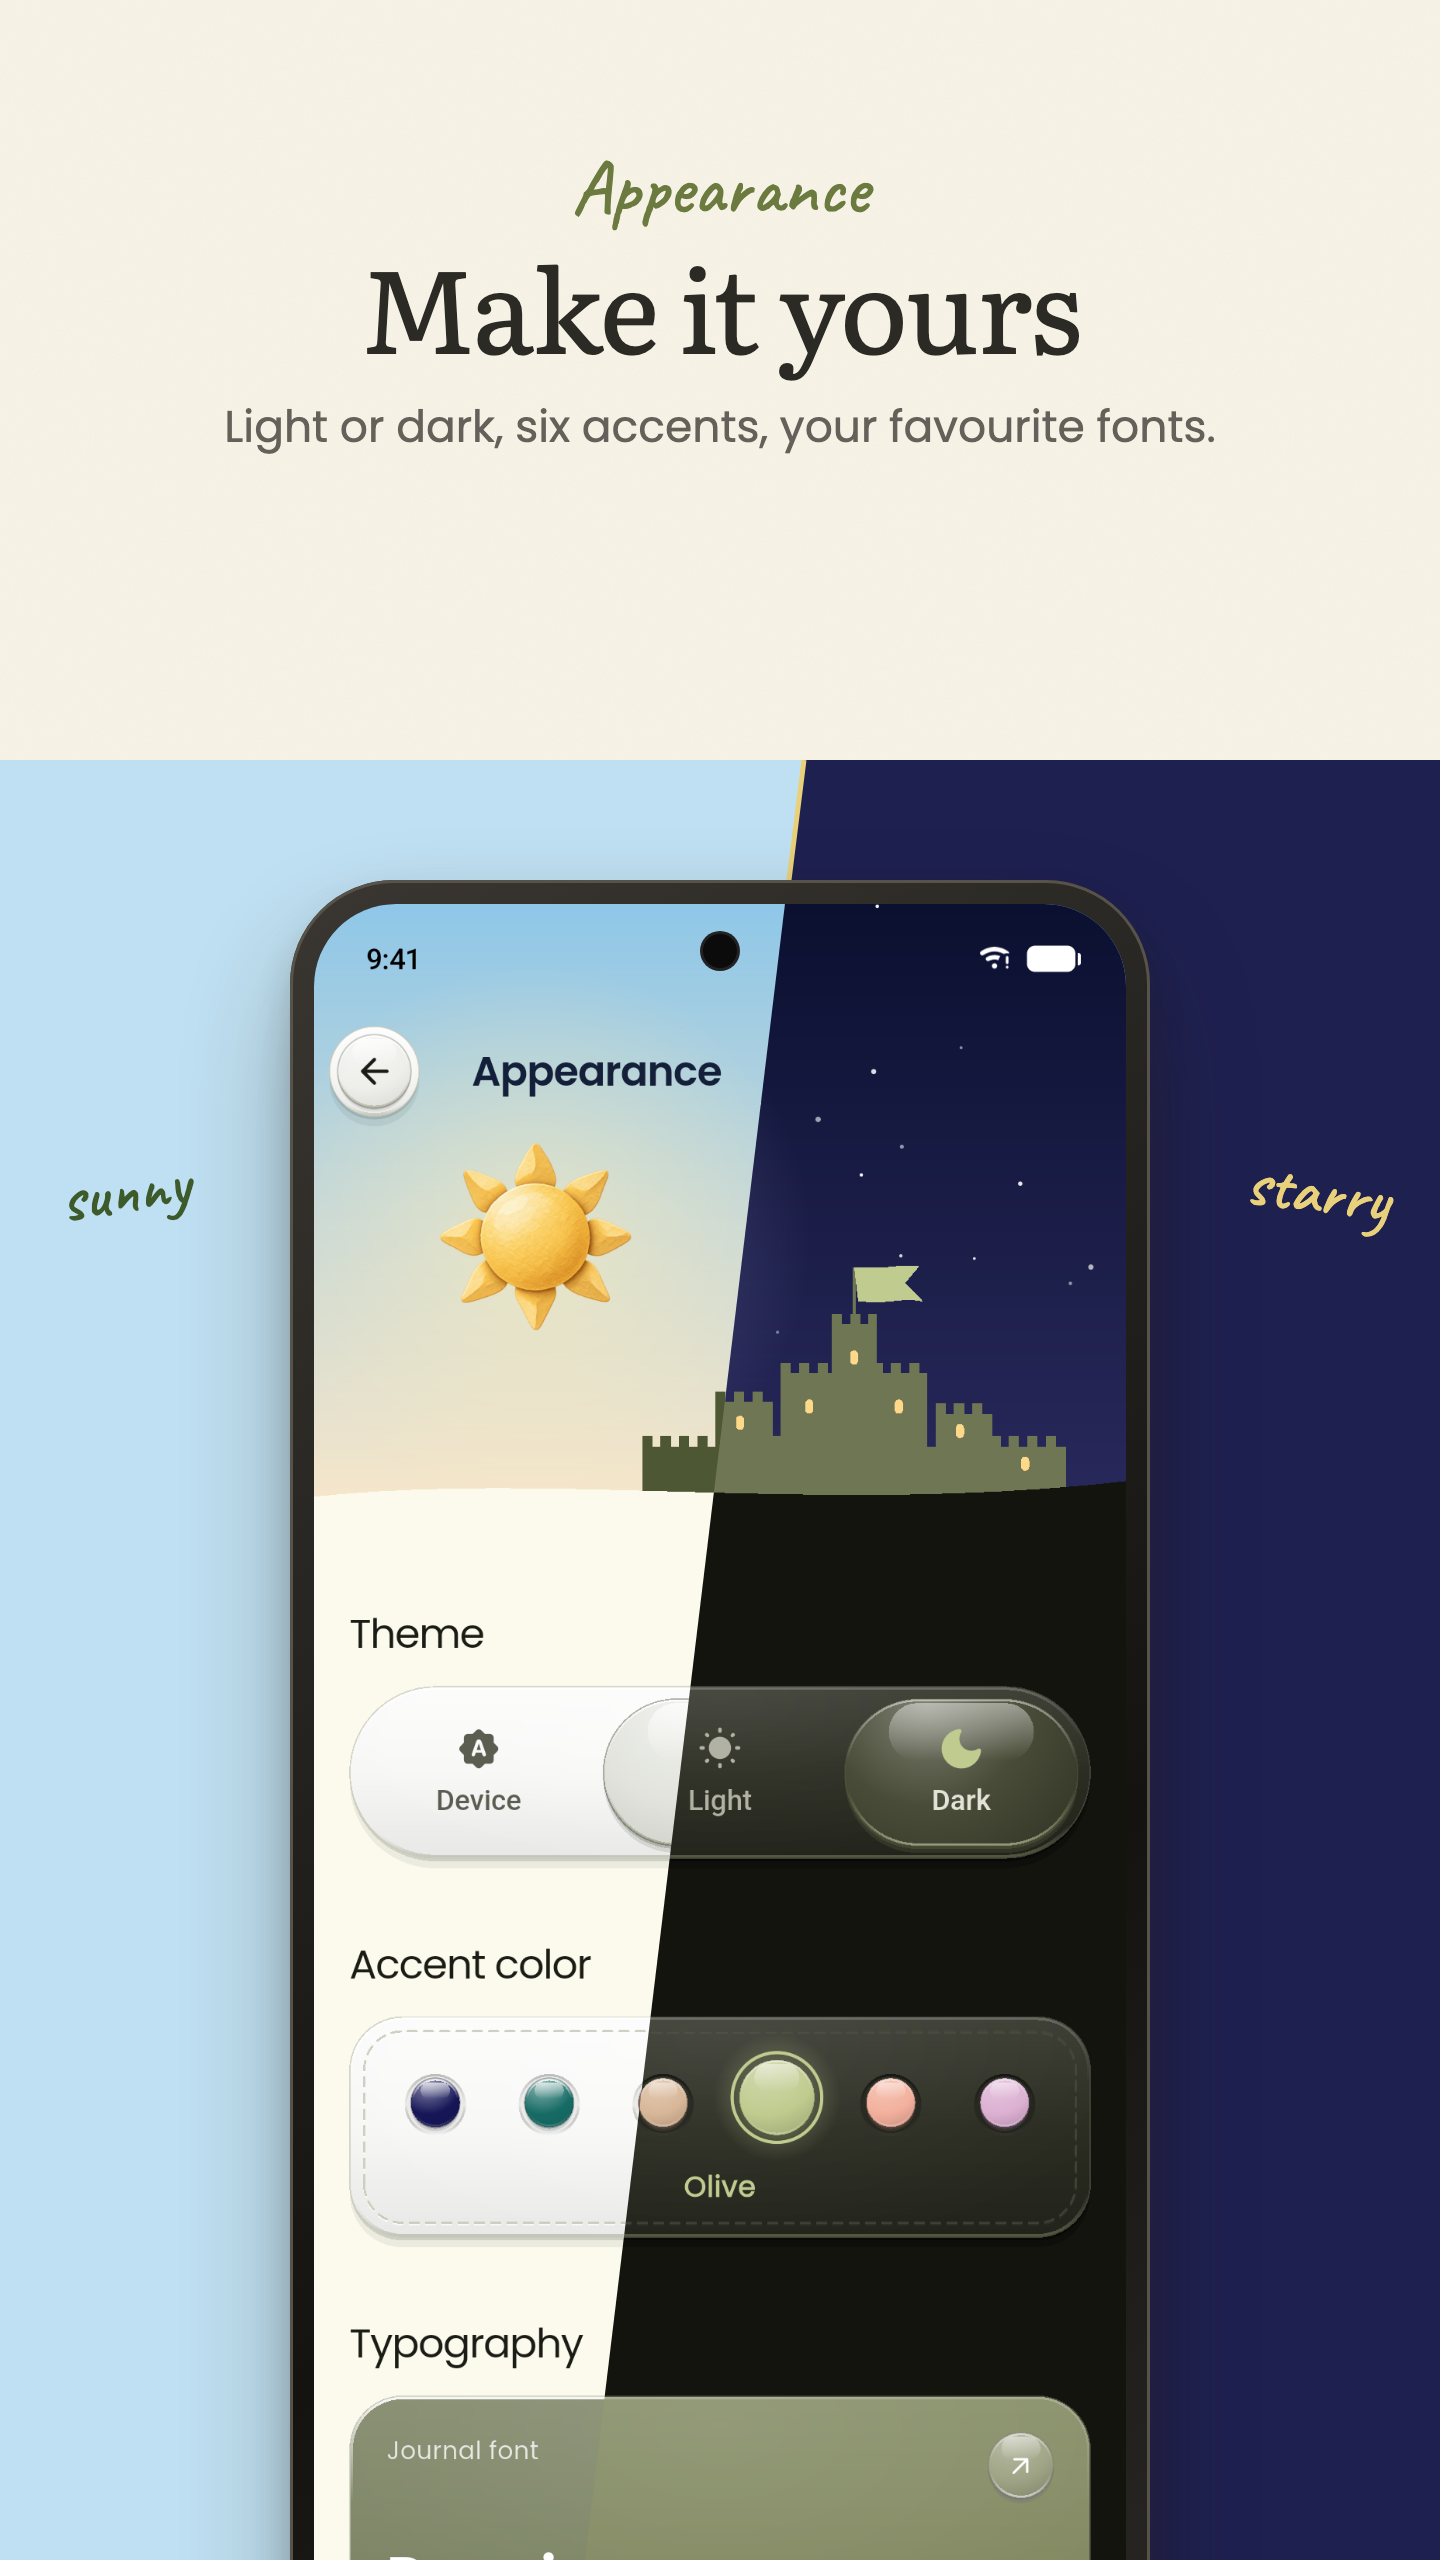 Appearance
Make it yours
Light or dark, six accents, your favourite fonts.
9:41
Appearance
sunny
starry
Theme
A
Device
Light
Dark
Accent color
Olive
Typography
Journal font